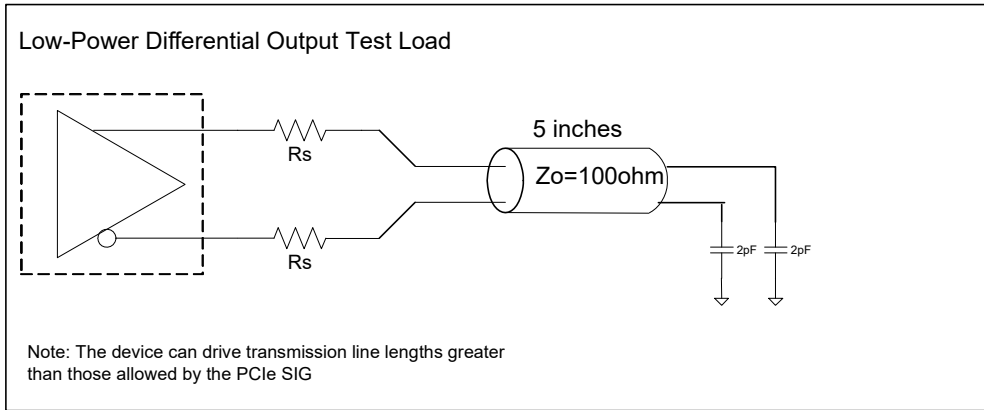 Low-Power Differential Output Test Load
5 inches
Rs
Zo=100ohm
Rs
2pF
2pF
Note: The device can drive transmission line lengths greater
than those allowed by the PCIe SIG